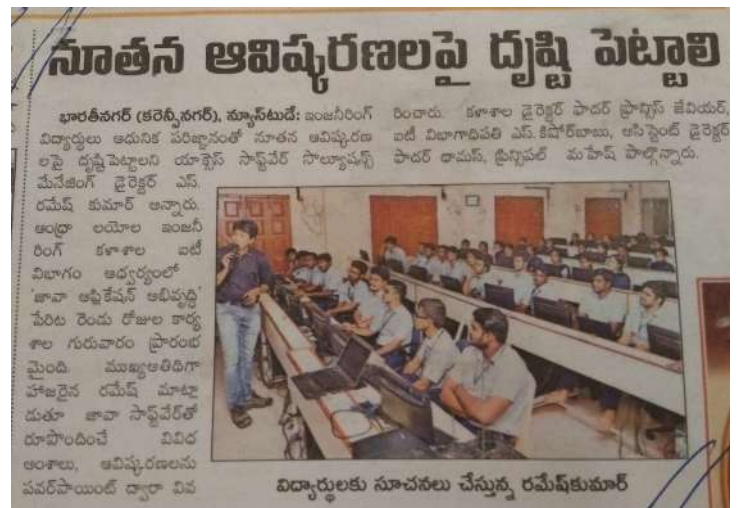 నూతన ఆవిష్కరణలపై దృష్టి పెట్టాలి
భారతీనగర్ (కరెన్సీనగర్), న్యూస్‌టుడే: ఇంజనీరింగ్
విద్యార్థులు ఆధునిక పరిజ్ఞానంతో నూతన ఆవిష్కరణ
లపై దృష్టిపెట్టాలని యాక్సెస్ సాఫ్ట్‌వేర్ సొల్యూషన్స్
మేనేజింగ్ డైరెక్టర్ ఎస్.
రమేష్ కుమార్ అన్నారు.
ఆంధ్రా లయోల ఇంజనీ
రింగ్ కళాశాల ఐటీ
విభాగం ఆధ్వర్యంలో
'జావా అప్లికేషన్ అభివృద్ధి'
పేరిట రెండు రోజుల కార్య
శాల గురువారం ప్రారంభ
మైంది. ముఖ్యఅతిథిగా
హాజరైన రమేష్ మాట్లా
డుతూ జావా సాఫ్ట్‌వేర్‌తో
రూపొందించే వివిధ
అంశాలు, ఆవిష్కరణలను
పవర్‌పాయింట్ ద్వారా వివ
రించారు. కళాశాల డైరెక్టర్ ఫాదర్ ఫ్రాన్సిస్ జేవియర్,
ఐటీ విభాగాధిపతి ఎస్.కిషోర్‌బాబు, అసిస్టెంట్ డైరెక్టర్
ఫాదర్ థామస్, ప్రిన్సిపల్ మహేష్ పాల్గొన్నారు.
విద్యార్థులకు సూచనలు చేస్తున్న రమేష్‌కుమార్